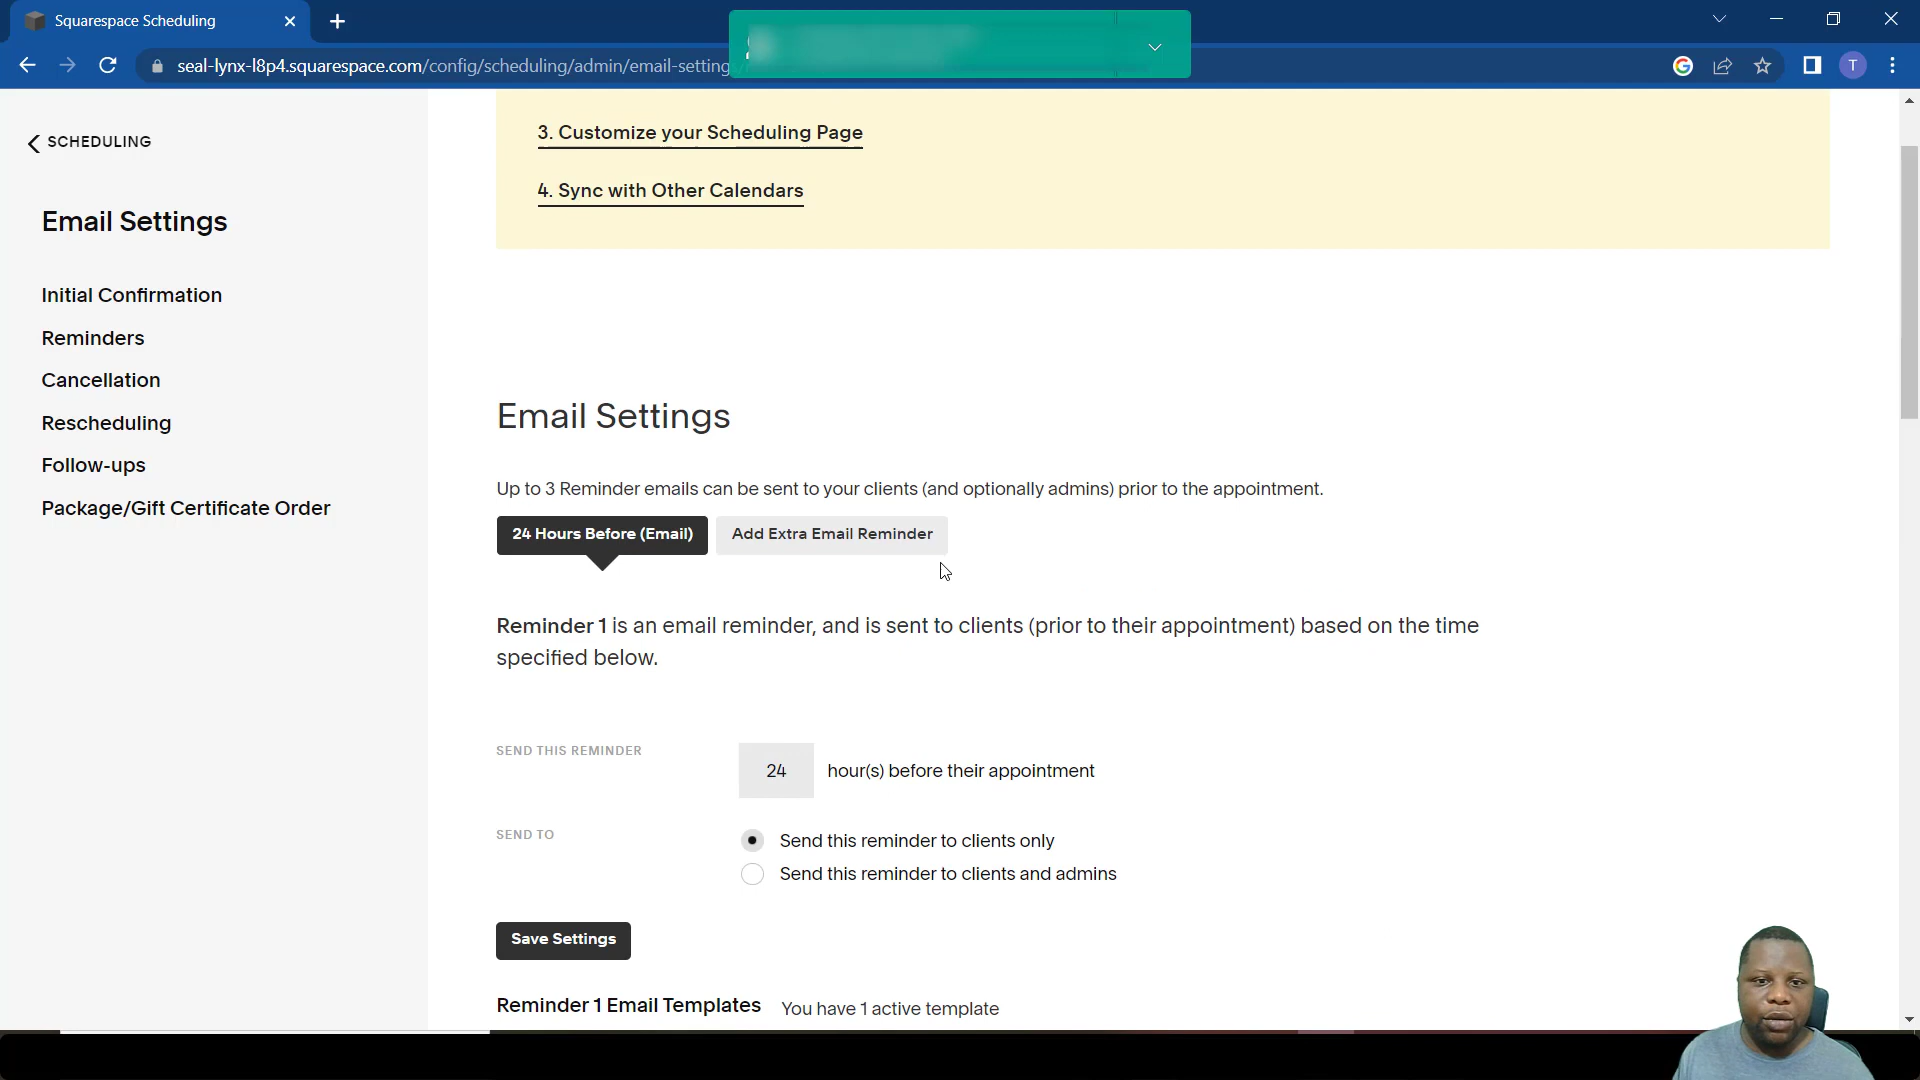 Squarespace Scheduling
seal-lynx-l8p4.squarespace.com/config/scheduling/admin/email-setting
T
SCHEDULING
Email Settings
Initial Confirmation
Reminders
Cancellation
Rescheduling
Follow-ups
Package/Gift Certificate Order
3. Customize your Scheduling Page
4. Sync with Other Calendars
Email Settings
Up to 3 Reminder emails can be sent to your clients (and optionally admins) prior to the appointment.
24 Hours Before (Email) Add Extra Email Reminder
Reminder 1 is an email reminder, and is sent to clients (prior to their appointment) based on the time
specified below.
SEND THIS REMINDER 24 hour(s) before their appointment
SEND TO Send this reminder to clients only
Send this reminder to clients and admins
Save Settings
Reminder 1 Email Templates You have 1 active template